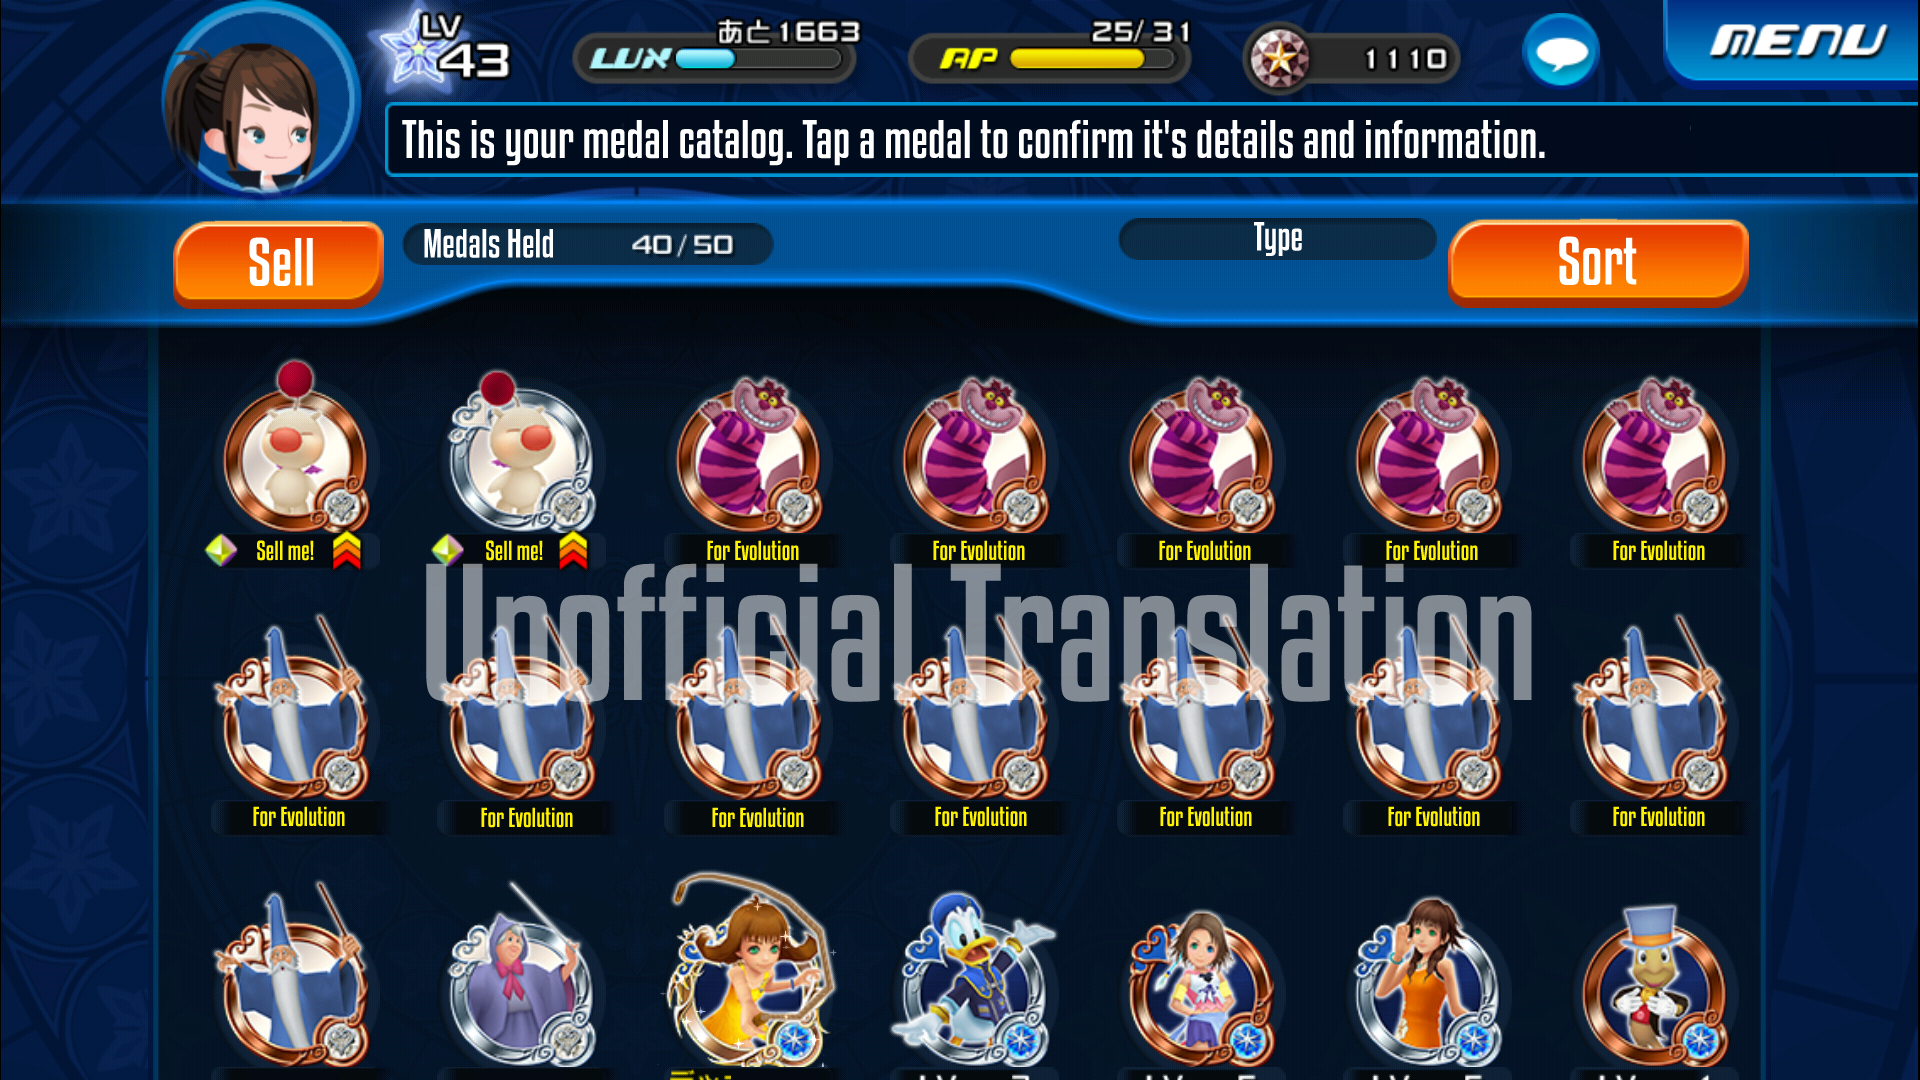 LV 43
LUX あと1663
AP 25/31
1110
MENU
This is your medal catalog. Tap a medal to confirm it's details and information.
Sell
Medals Held 40/50
Type
Sort
Sell me! Sell me! For Evolution For Evolution For Evolution For Evolution For Evolution
Unofficial Translation
For Evolution For Evolution For Evolution For Evolution For Evolution For Evolution For Evolution